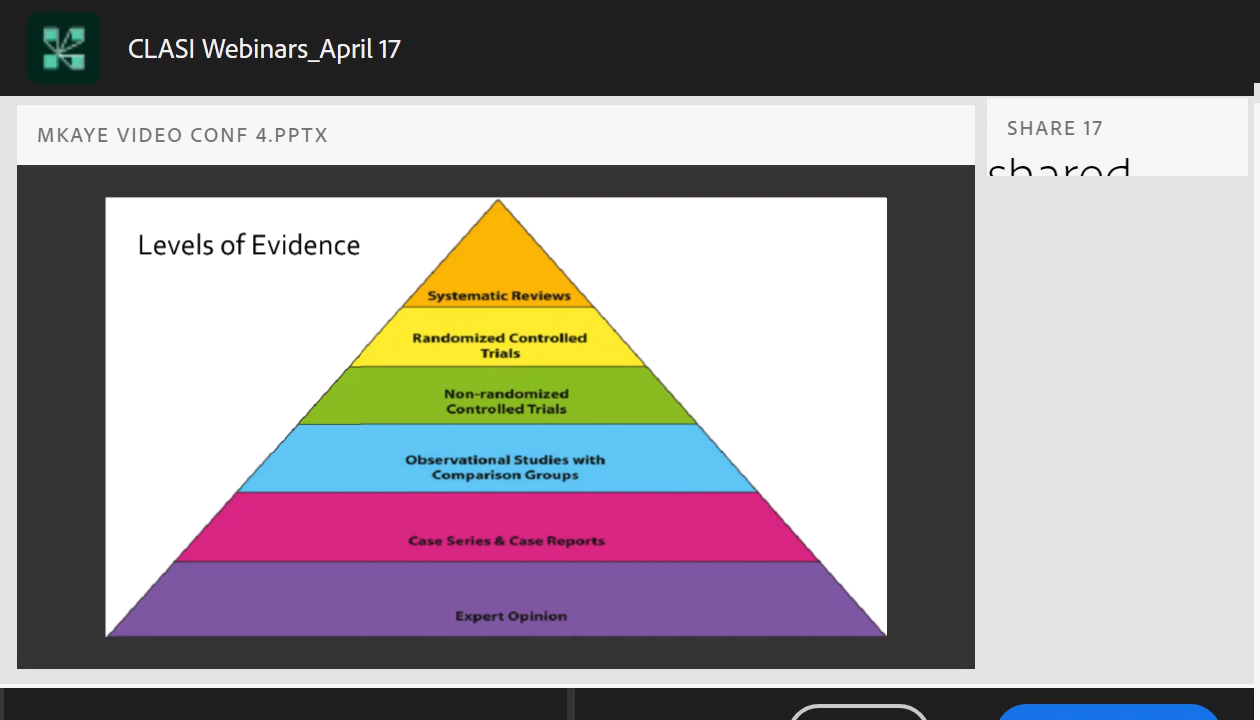 CLASI Webinars_April 17
MKAYE VIDEO CONF 4.PPTX
SHARE 17
shared
Levels of Evidence
Systematic Reviews
Randomized Controlled
Trials
Non-randomized
Controlled Trials
Observational Studies with
Comparison Groups
Case Series & Case Reports
Expert Opinion